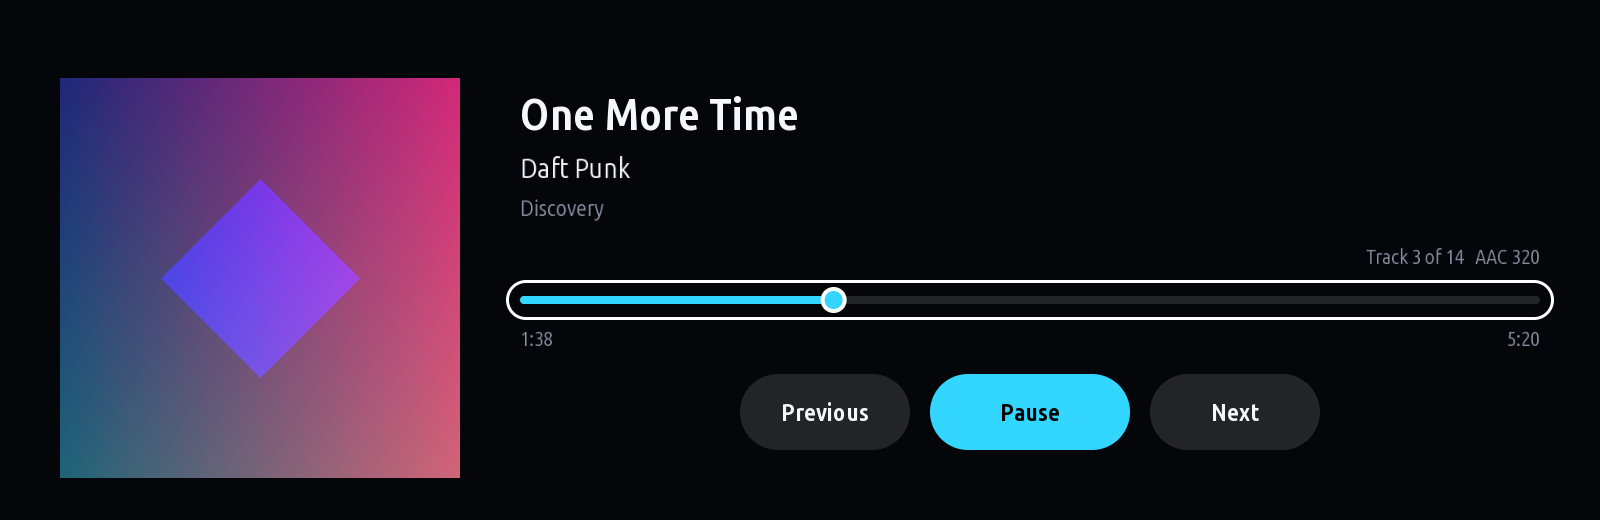 One More Time
Daft Punk
Discovery
Track 3 of 14 AAC 320
1:38 5:20
Previous Pause Next